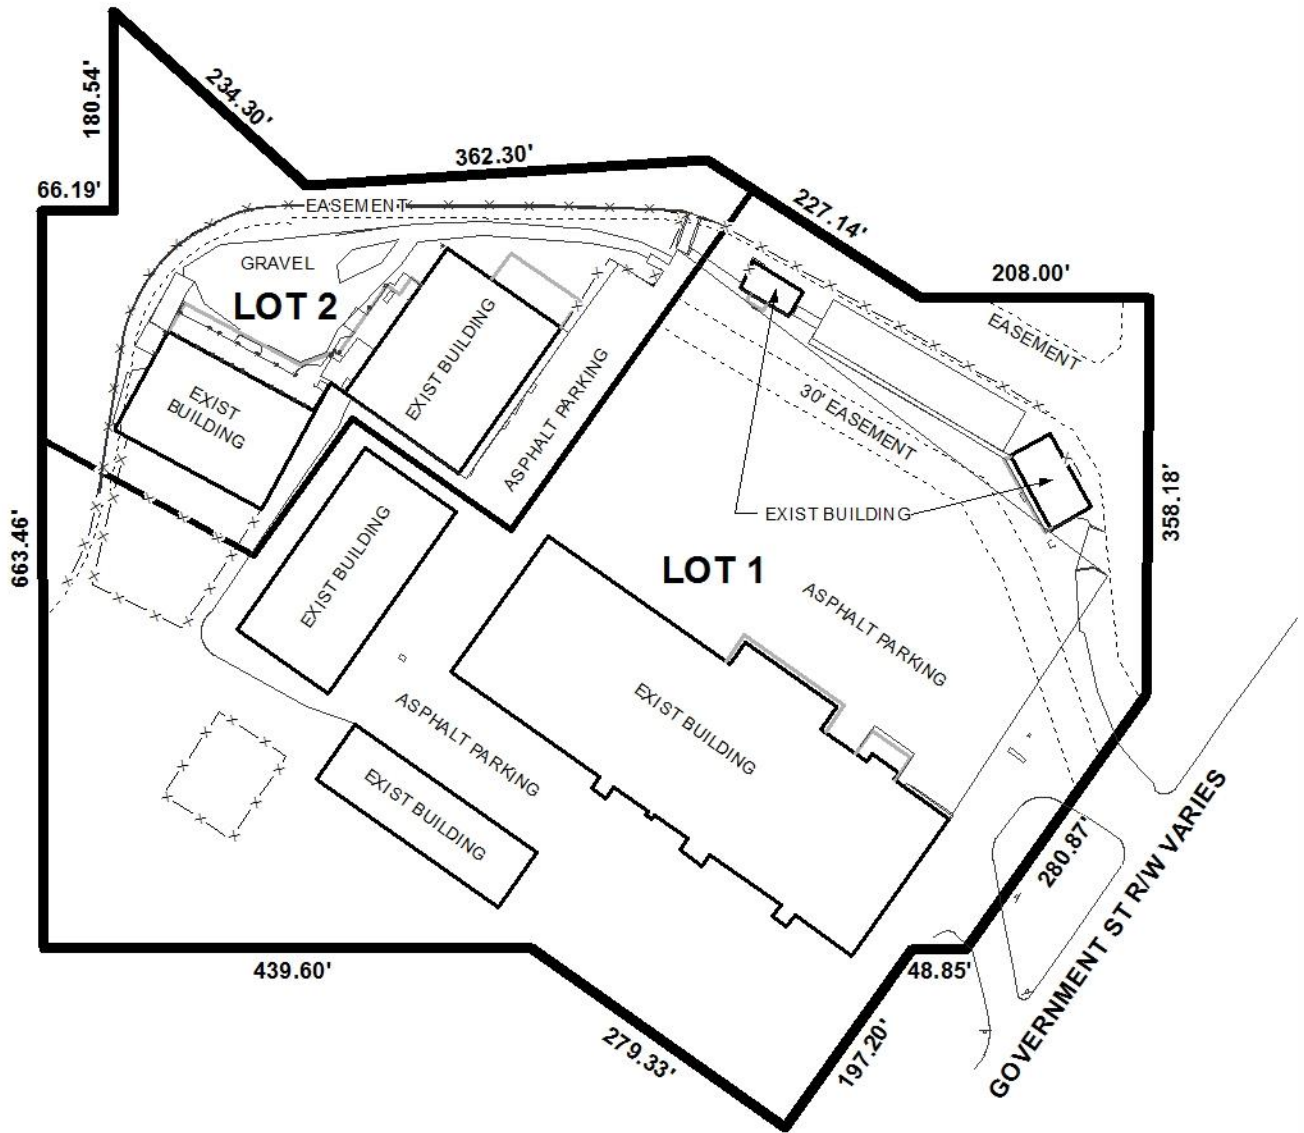 180.54'
234.30'
362.30'
66.19'
227.14'
208.00'
EASEMENT
GRAVEL
LOT 2
EXIST BUILDING
EASEMENT
ASPHALT PARKING
30' EASEMENT
EXIST
BUILDING
358.18'
EXIST BUILDING
663.46'
EXIST BUILDING
LOT 1
ASPHALT PARKING
EXIST BUILDING
ASPHALT PARKING
EXIST BUILDING
280.87'
GOVERNMENT ST R/W VARIES
439.60'
48.85'
279.33'
197.20'